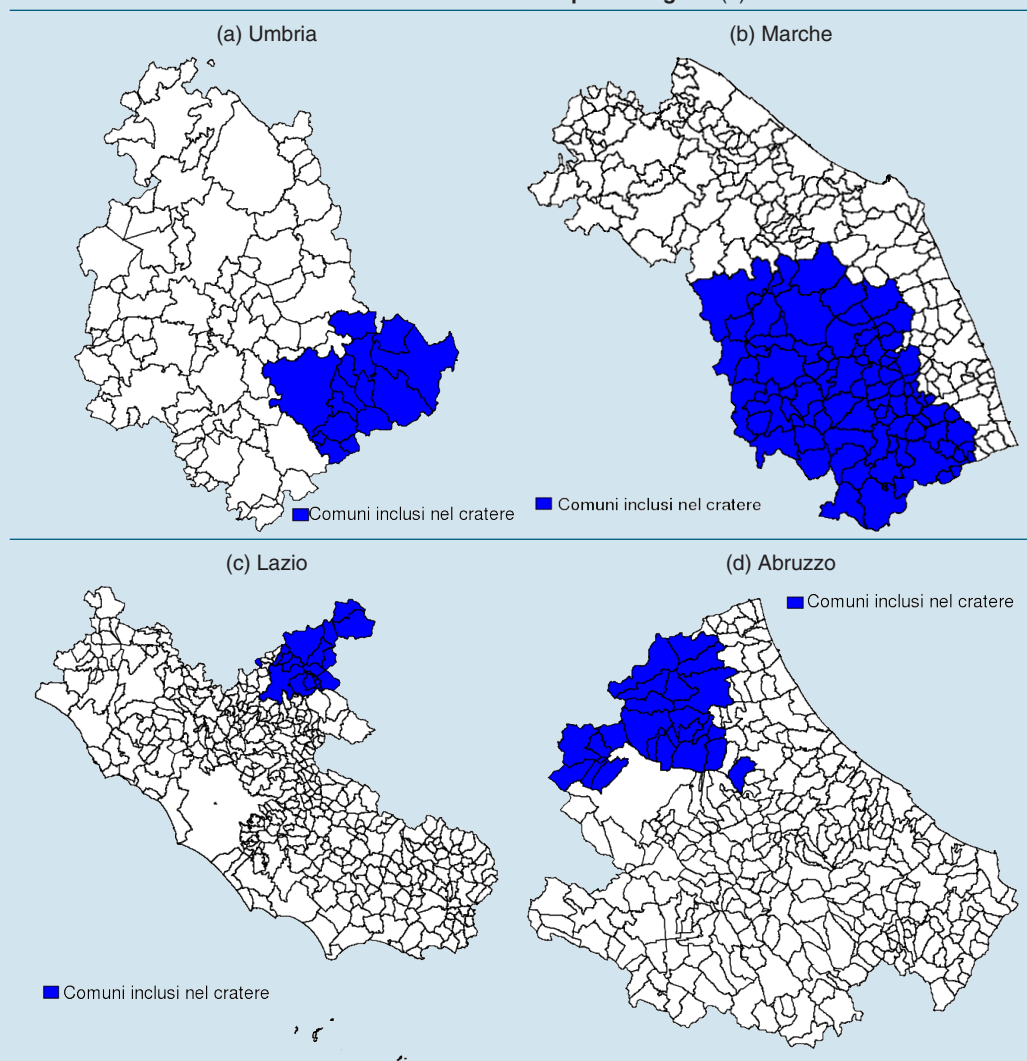 (a) Umbria
(b) Marche
Comuni inclusi nel cratere
Comuni inclusi nel cratere
(c) Lazio
(d) Abruzzo
Comuni inclusi nel cratere
Comuni inclusi nel cratere